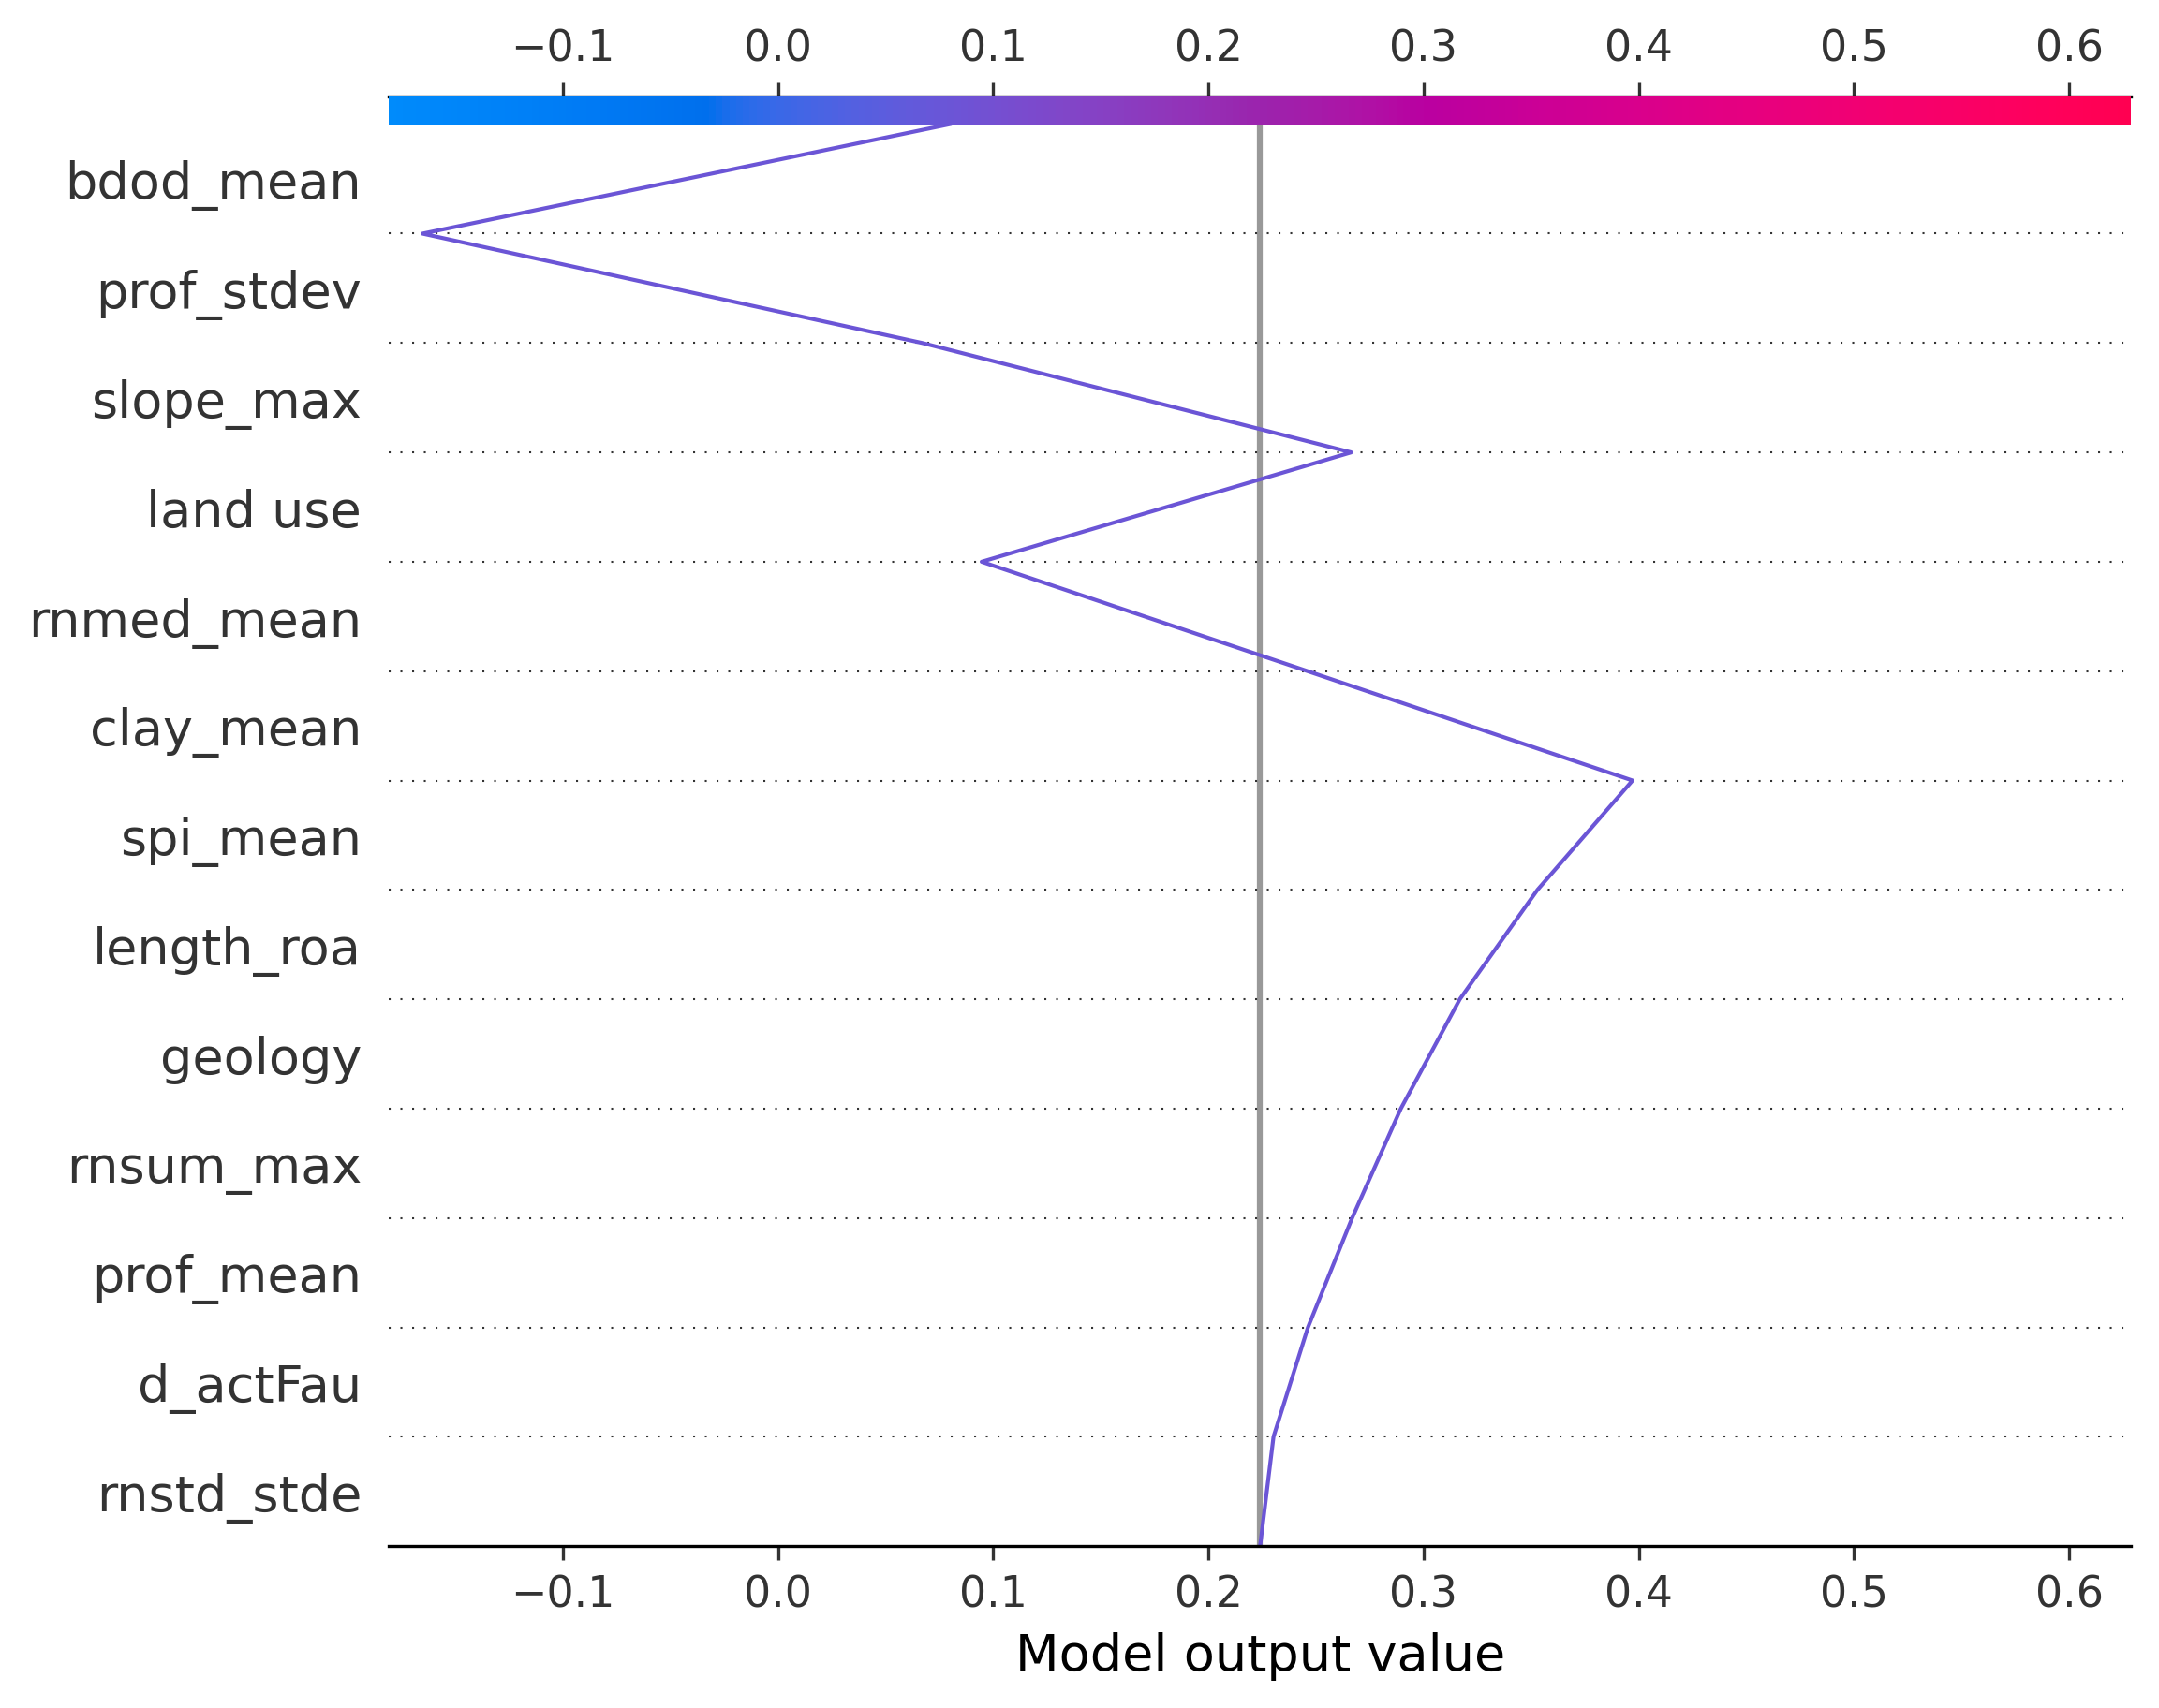 −0.1 0.0 0.1 0.2 0.3 0.4 0.5 0.6
bdod_mean
prof_stdev
slope_max
land use
rnmed_mean
clay_mean
spi_mean
length_roa
geology
rnsum_max
prof_mean
d_actFau
rnstd_stde
−0.1 0.0 0.1 0.2 0.3 0.4 0.5 0.6
Model output value